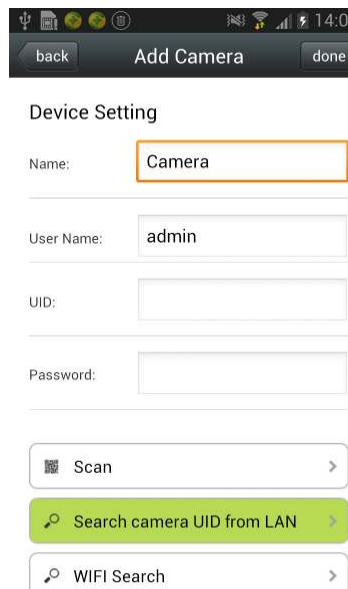 14:0
back Add Camera done
Device Setting
Name: Camera
User Name: admin
UID:
Password:
Scan
Search camera UID from LAN
WIFI Search